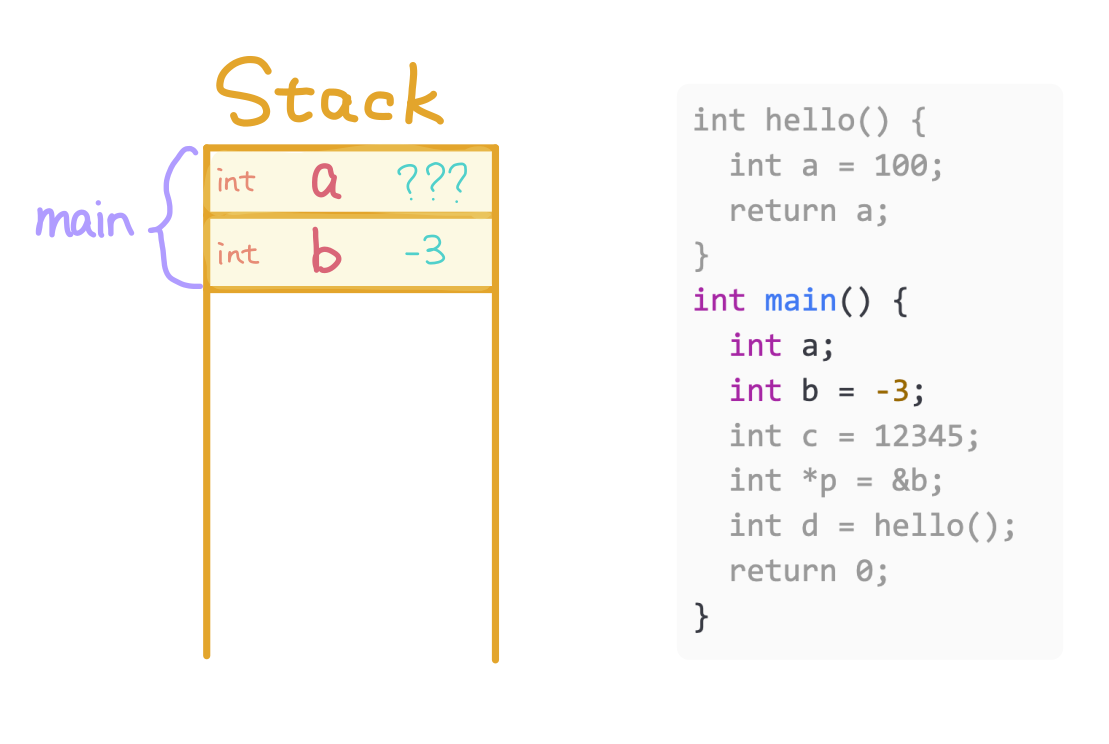 Stack
main
int a ???
int b -3
int hello() {
  int a = 100;
  return a;
}
int main() {
  int a;
  int b = -3;
  int c = 12345;
  int *p = &b;
  int d = hello();
  return 0;
}